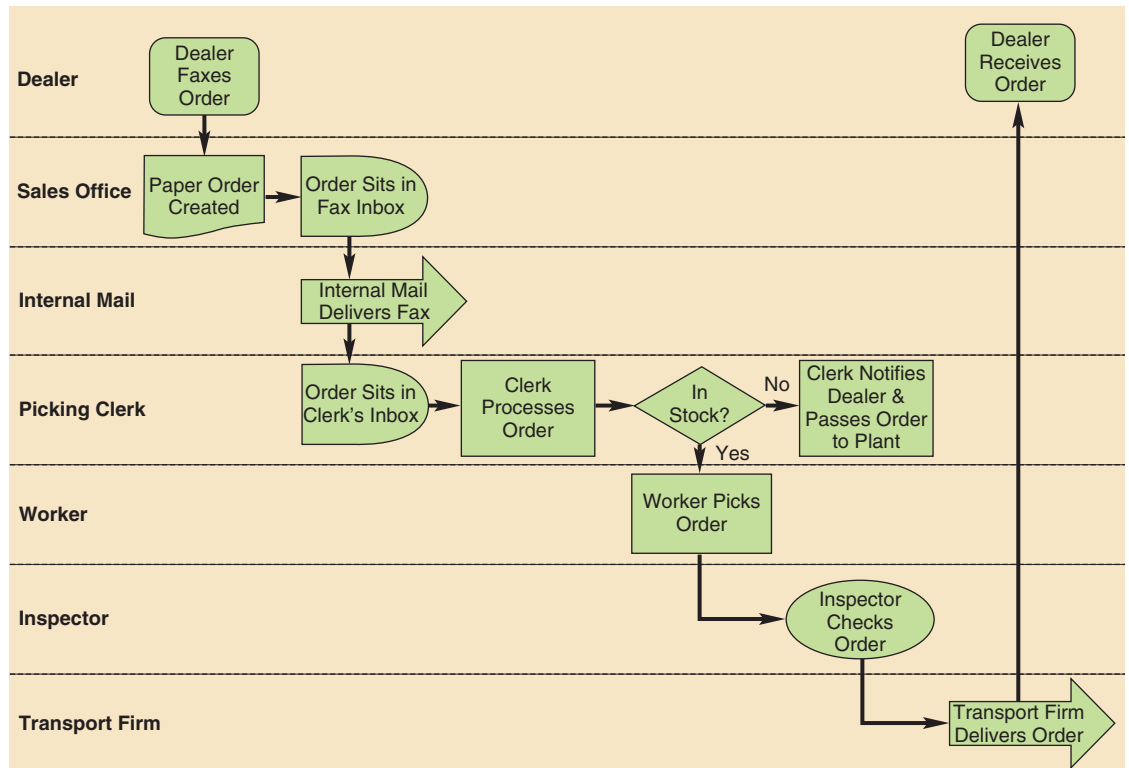 Dealer
Dealer
Faxes
Order
Dealer
Receives
Order
Sales Office
Paper Order
Created
Order Sits in
Fax Inbox
Internal Mail
Internal Mail
Delivers Fax
Picking Clerk
Order Sits in
Clerk's Inbox
Clerk
Processes
Order
In
Stock?
No
Clerk Notifies
Dealer &
Passes Order
to Plant
Yes
Worker
Worker Picks
Order
Inspector
Inspector
Checks
Order
Transport Firm
Transport Firm
Delivers Order